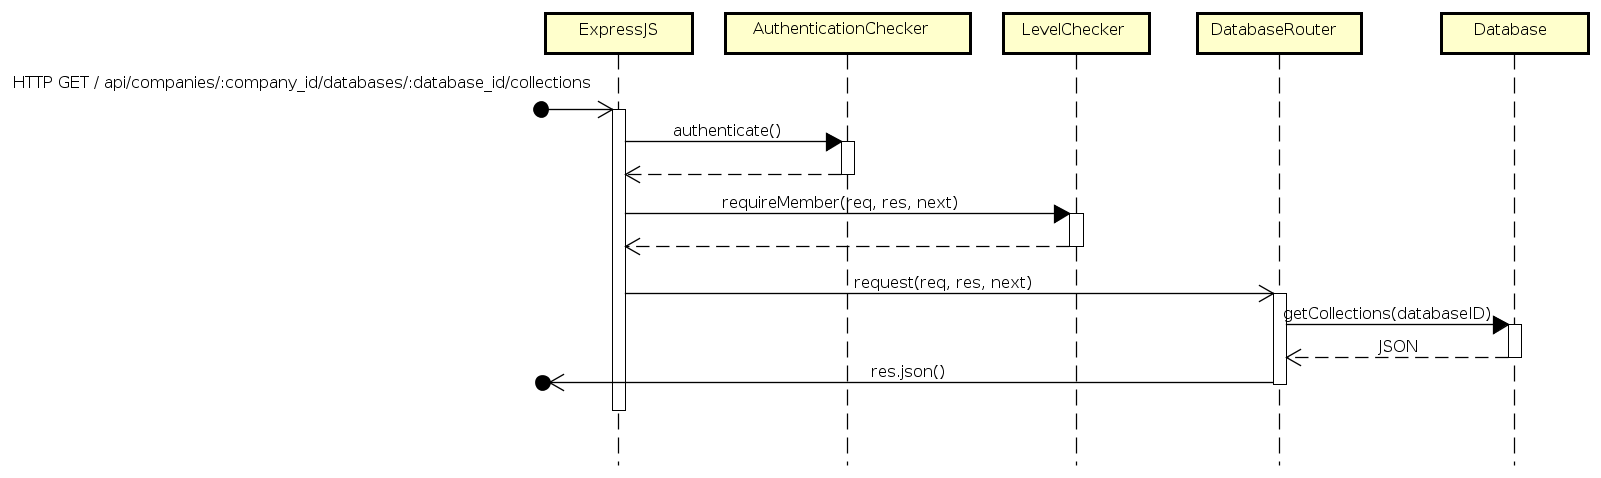 ExpressJS
AuthenticationChecker
LevelChecker
DatabaseRouter
Database
HTTP GET / api/companies/:company_id/databases/:database_id/collections
authenticate()
requireMember(req, res, next)
request(req, res, next)
getCollections(databaseID)
JSON
res.json()